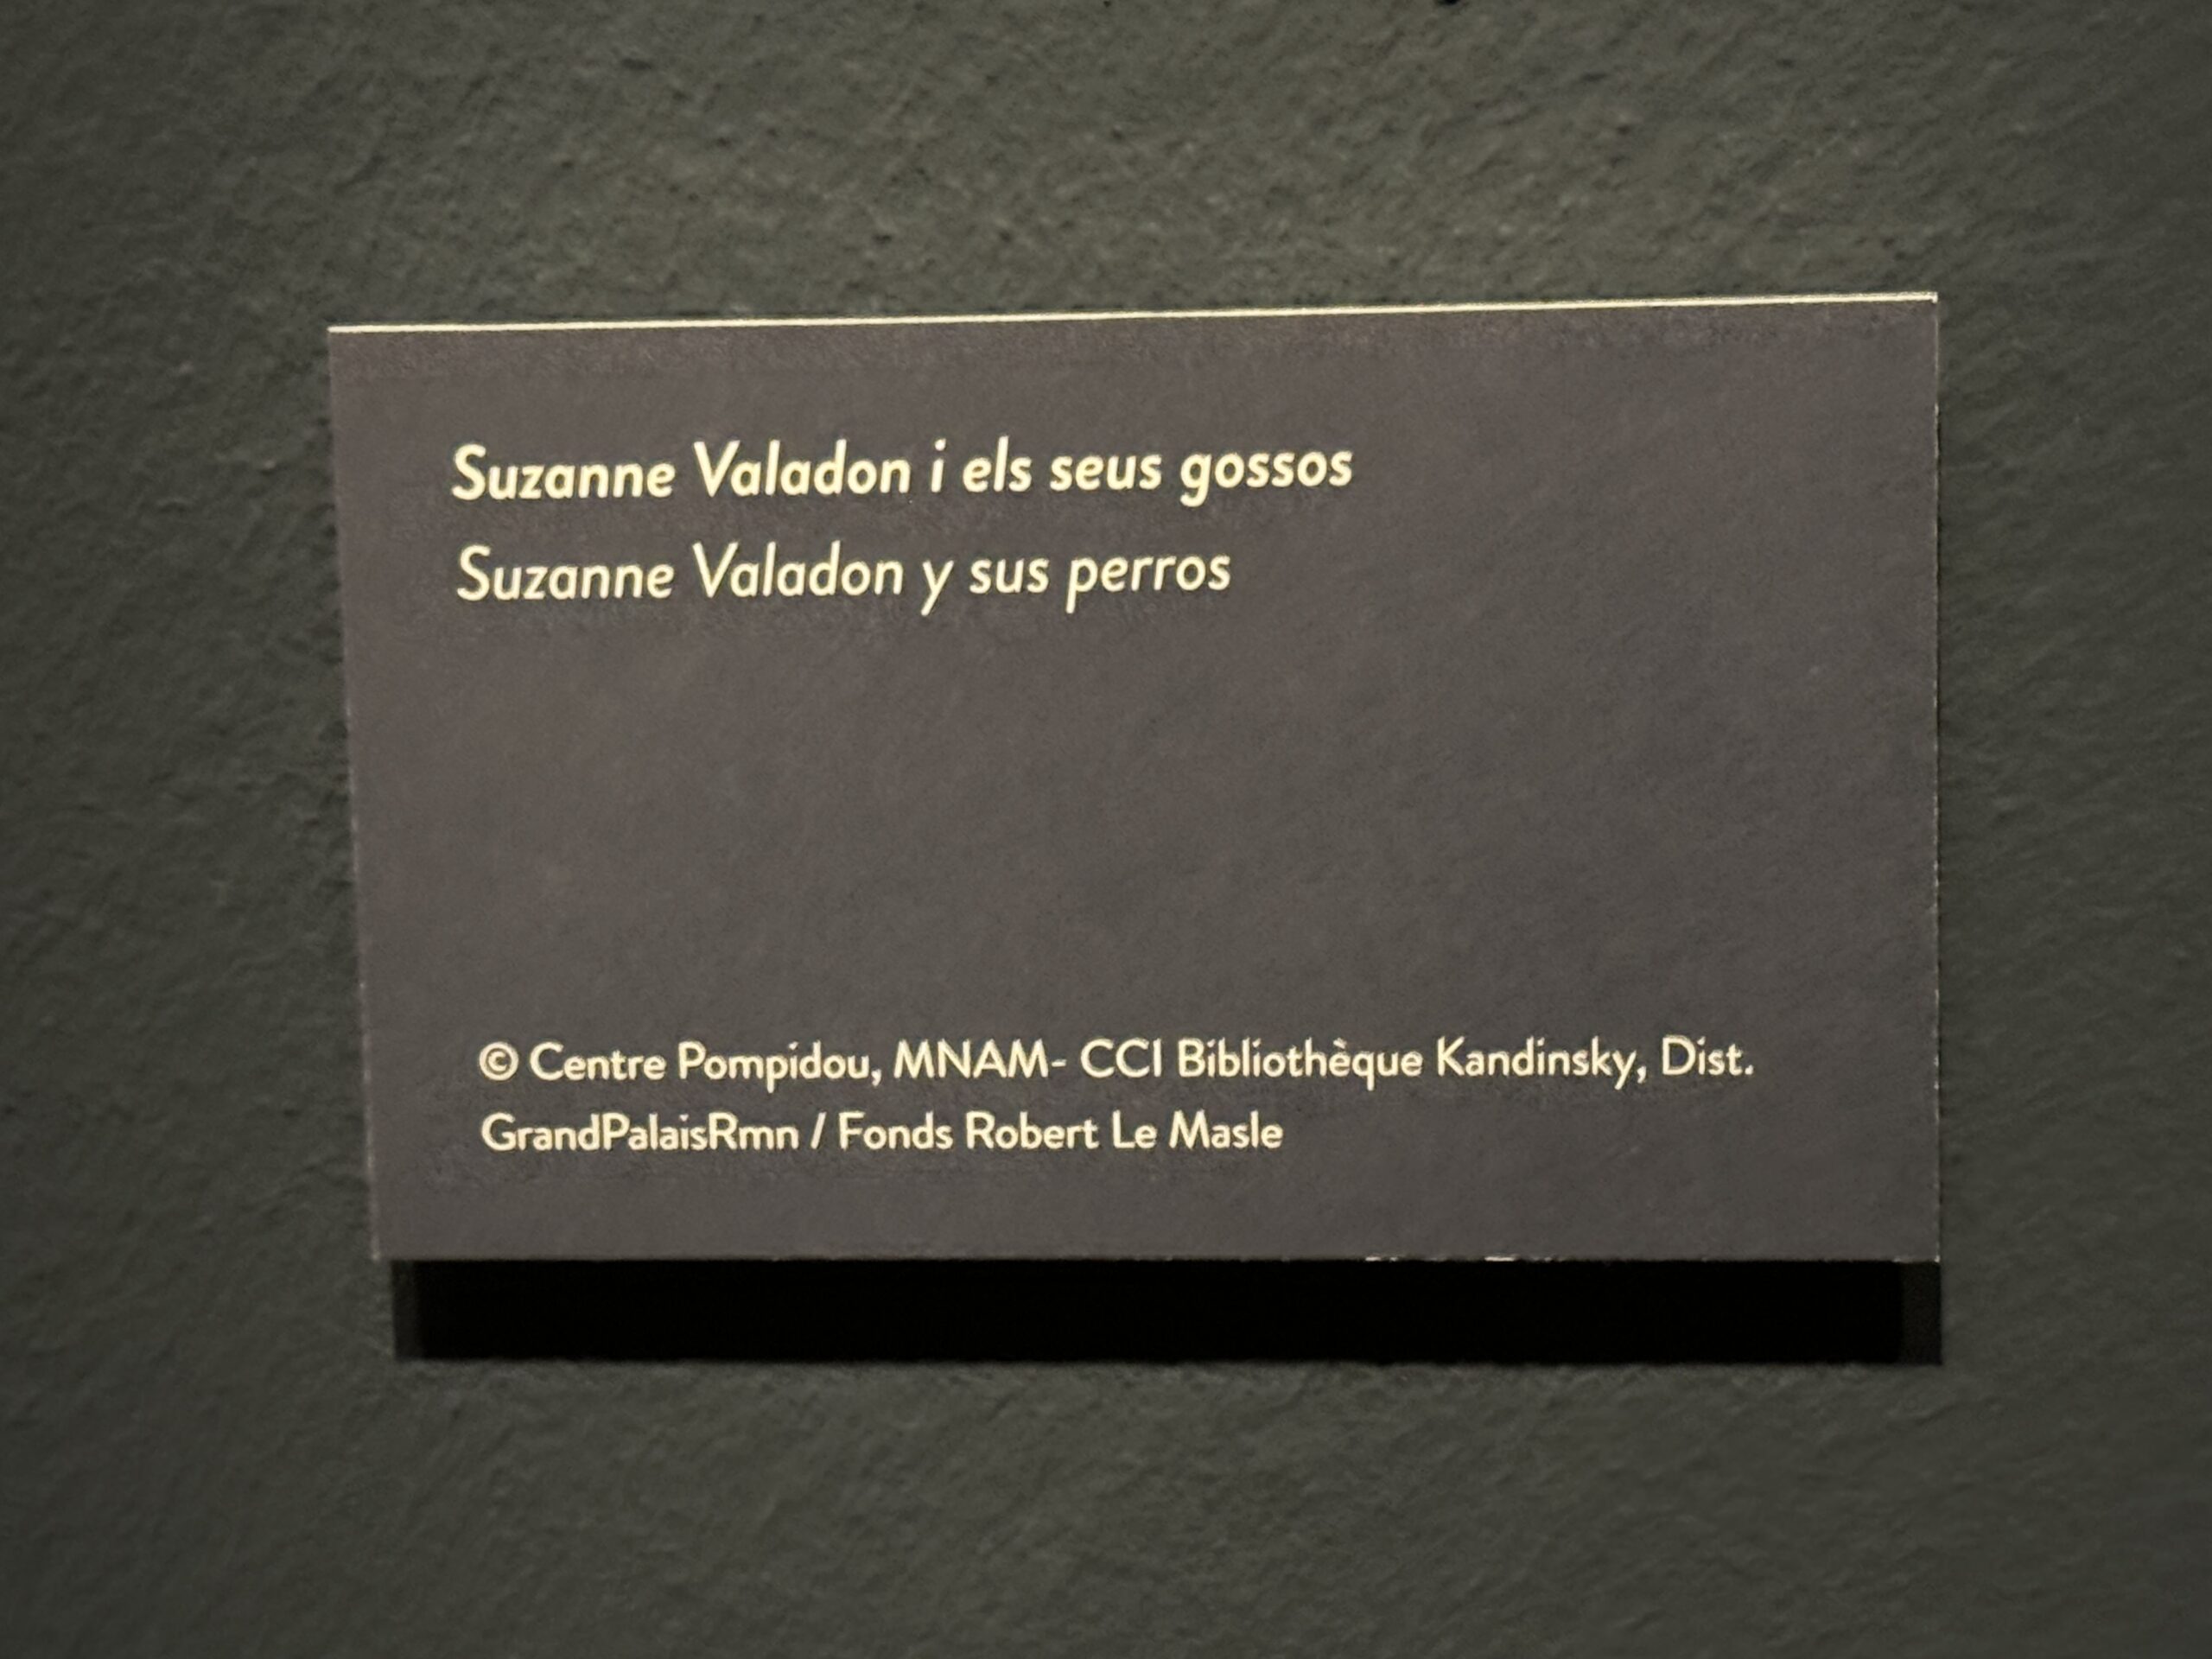 Suzanne Valadon i els seus gossos
Suzanne Valadon y sus perros
© Centre Pompidou, MNAM- CCI Bibliothèque Kandinsky, Dist.
GrandPalaisRmn / Fonds Robert Le Masle